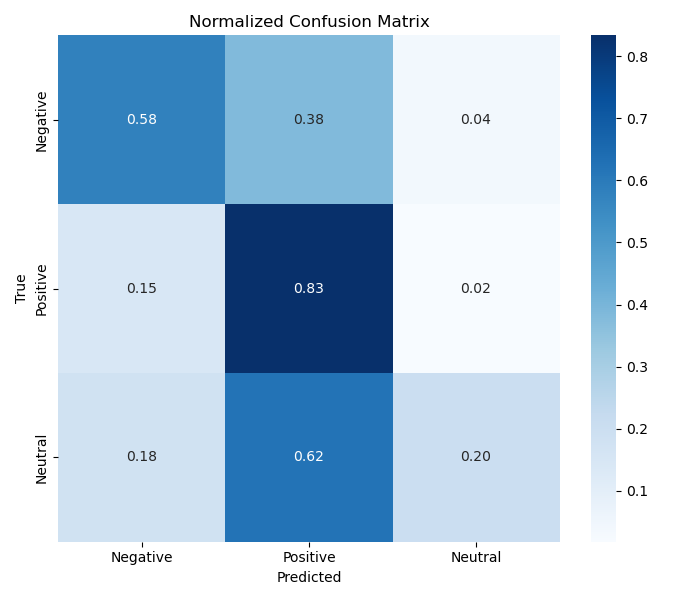 Normalized Confusion Matrix
True
Negative
0.58 0.38 0.04
Positive
0.15 0.83 0.02
Neutral
0.18 0.62 0.20
Negative Positive Neutral
Predicted
0.8
0.7
0.6
0.5
0.4
0.3
0.2
0.1